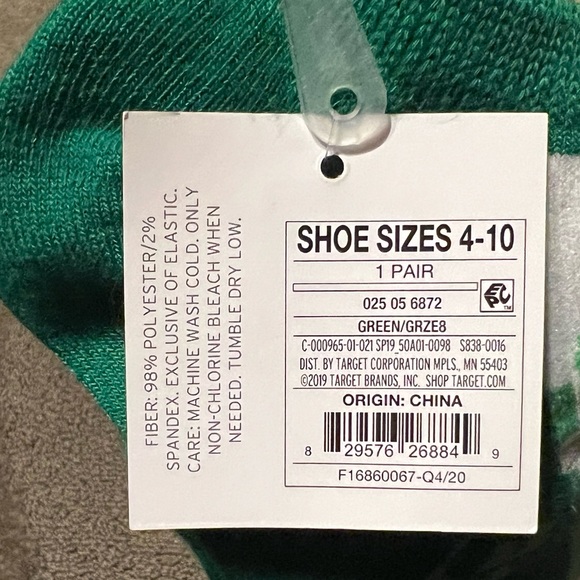 FIBER: 98% POLYESTER/2%
SPANDEX. EXCLUSIVE OF ELASTIC.
CARE: MACHINE WASH COLD. ONLY
NON-CHLORINE BLEACH WHEN
NEEDED. TUMBLE DRY LOW.
SHOE SIZES 4-10
1 PAIR
025 05 6872
EPC™
GREEN/GRZE8
C-000965-01-021 SP19_50A01-0098 S838-0016
DIST. BY TARGET CORPORATION MPLS., MN 55403
©2019 TARGET BRANDS, INC. SHOP TARGET.COM
ORIGIN: CHINA
8 29576 26884 9
F16860067-Q4/20